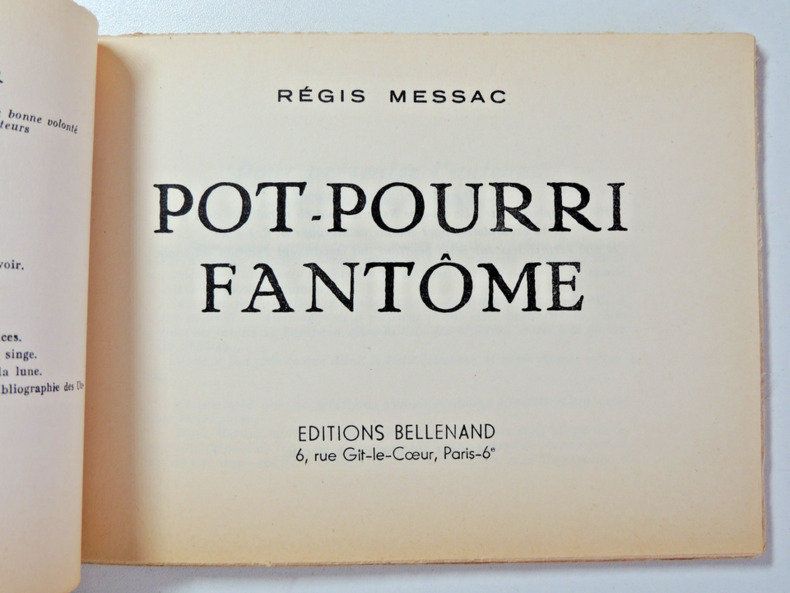 bonne volonté
teurs
voir.
ces.
singe.
la lune.
bliographie des
RÉGIS MESSAC
POT-POURRI
FANTÔME
EDITIONS BELLENAND
6, rue Git-le-Cœur, Paris-6e